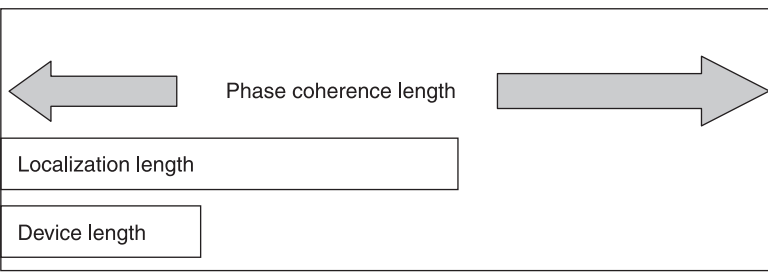 Phase coherence length
Localization length
Device length